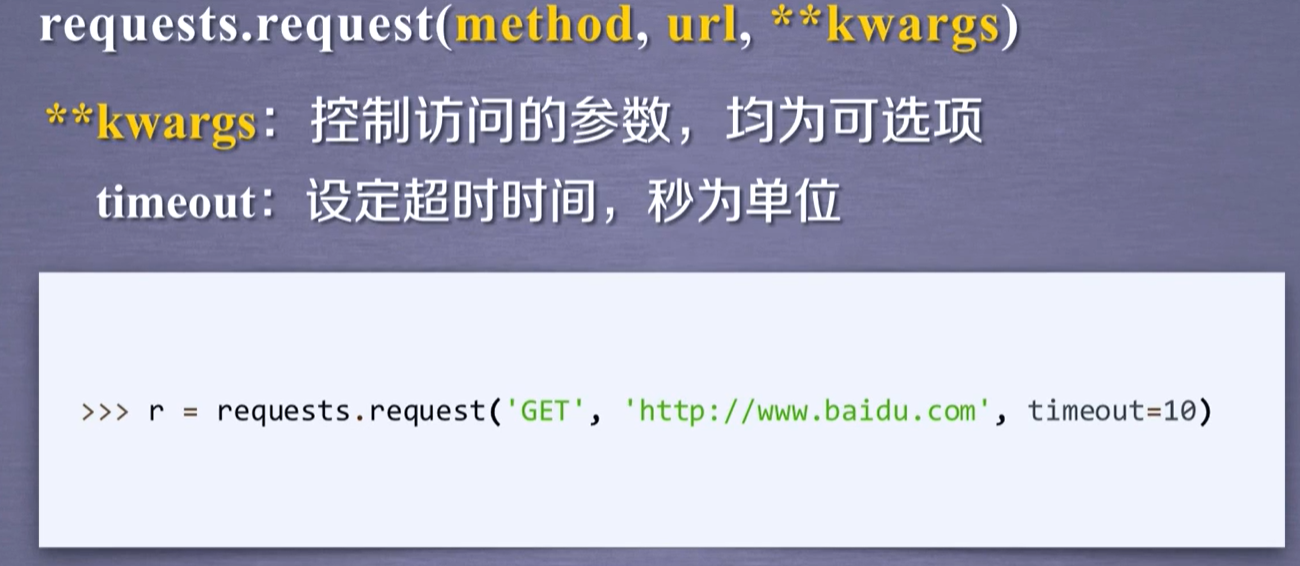 requests.request(method, url, **kwargs)
**kwargs：控制访问的参数，均为可选项
timeout：设定超时时间，秒为单位
>>> r = requests.request('GET', 'http://www.baidu.com', timeout=10)